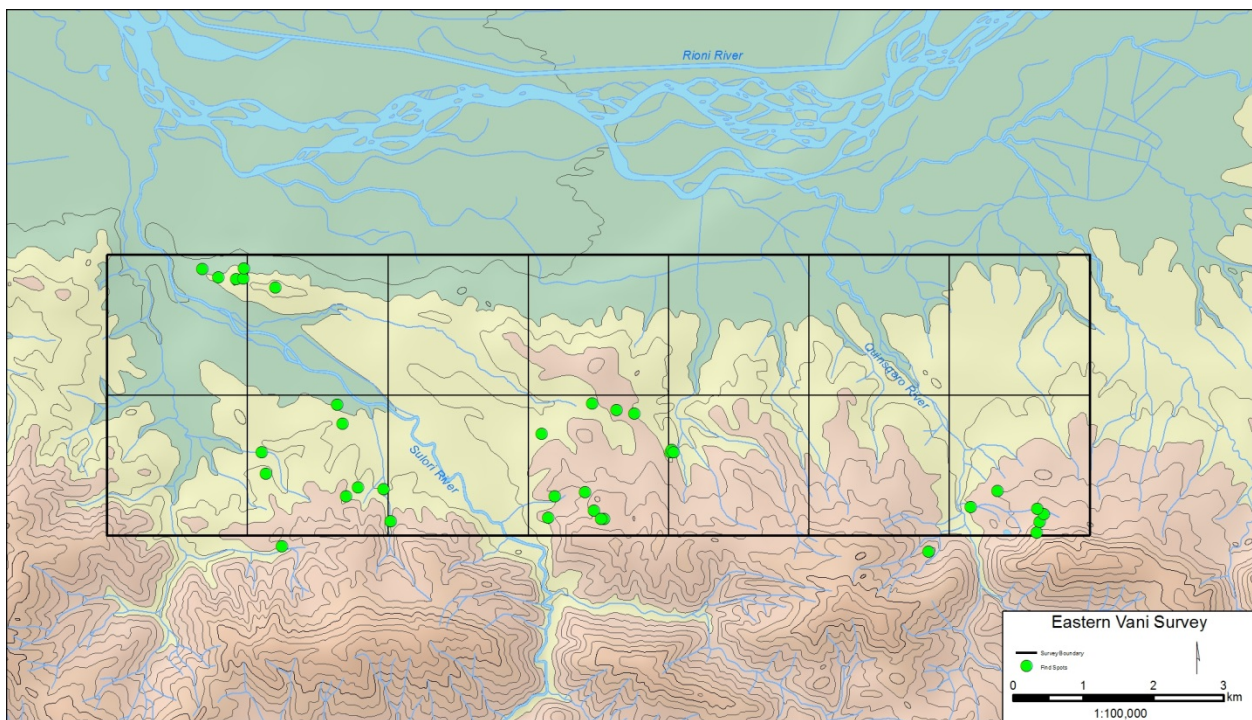 Rioni River
Quinsqaro River
Sulori River
Eastern Vani Survey
Survey Boundary
Find Spots
0 1 2 3
km
1:100,000